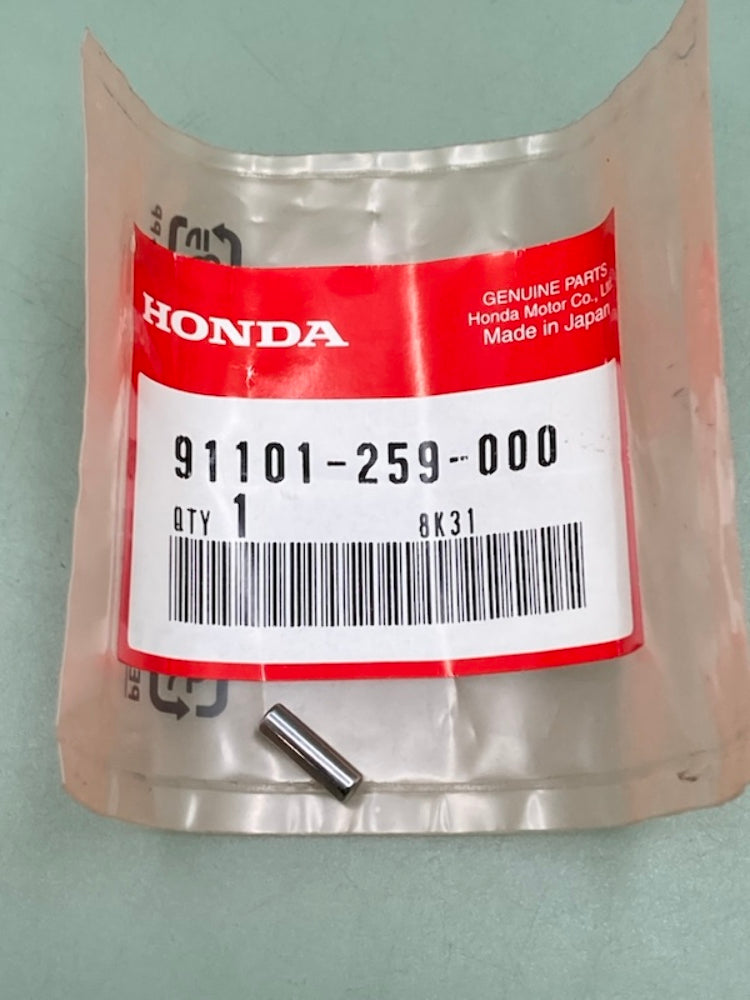 HONDA
GENUINE PARTS
Honda Motor Co., Ltd.
Made in Japan
91101-259-000
QTY 1 8K31